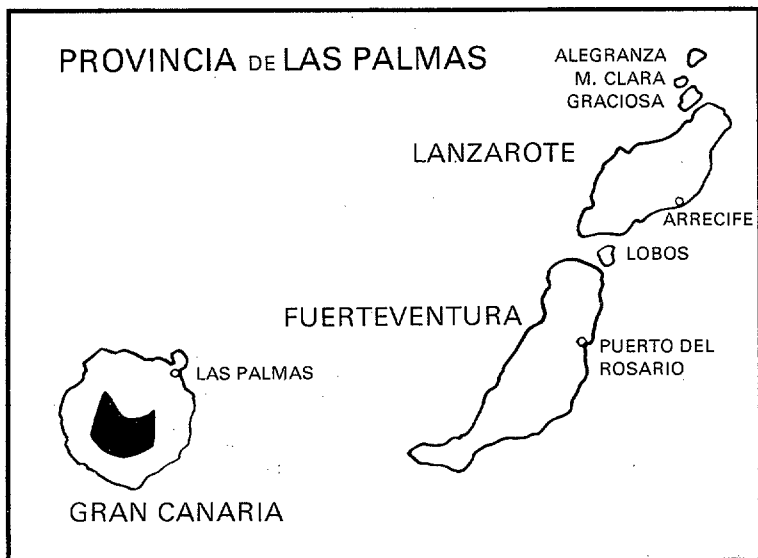 PROVINCIA DE LAS PALMAS
ALEGRANZA
M. CLARA
GRACIOSA
LANZAROTE
ARRECIFE
LOBOS
FUERTEVENTURA
PUERTO DEL
ROSARIO
LAS PALMAS
GRAN CANARIA